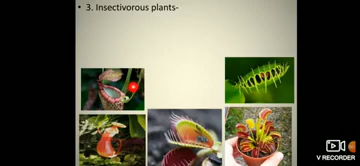 • 3. Insectivorous plants-
V RECORDER